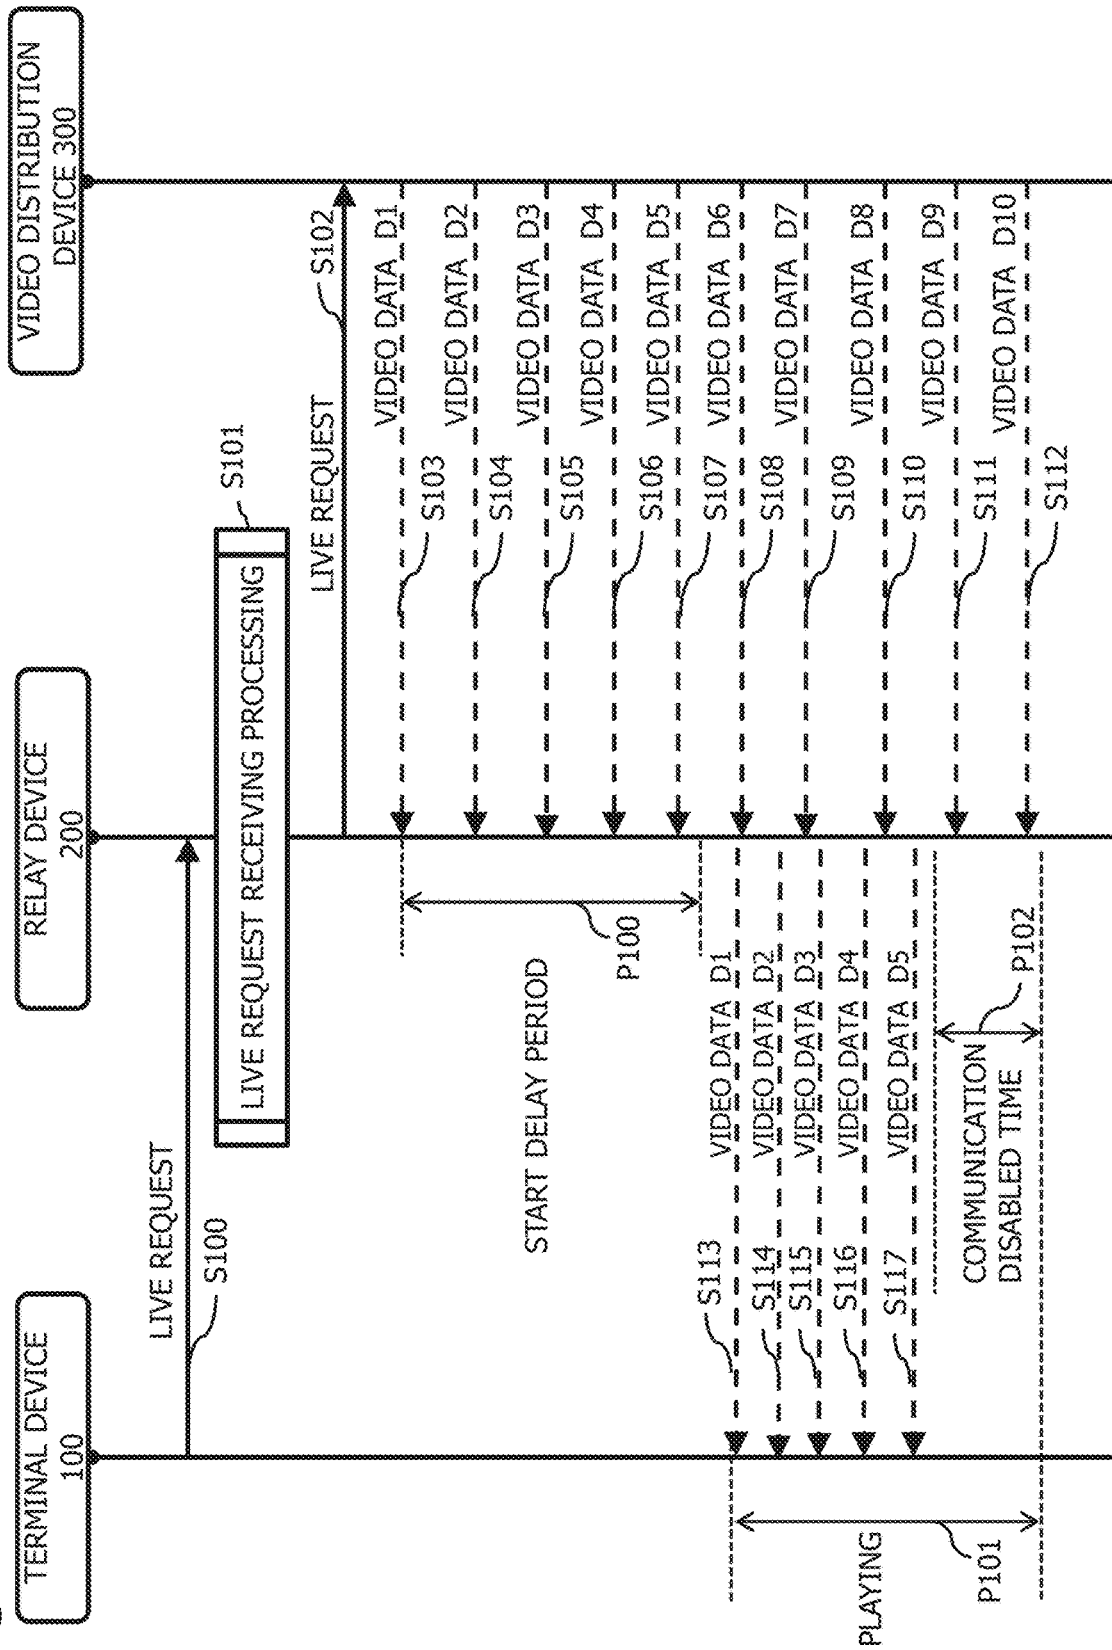 TERMINAL DEVICE
100
RELAY DEVICE
200
VIDEO DISTRIBUTION
DEVICE 300
LIVE REQUEST
S100
LIVE REQUEST RECEIVING PROCESSING
S101
LIVE REQUEST
S102
VIDEO DATA D1
S103
VIDEO DATA D2
S104
VIDEO DATA D3
S105
VIDEO DATA D4
S106
VIDEO DATA D5
S107
VIDEO DATA D6
S108
VIDEO DATA D7
S109
VIDEO DATA D8
S110
VIDEO DATA D9
S111
VIDEO DATA D10
S112
START DELAY PERIOD
P100
S113
VIDEO DATA D1
S114
VIDEO DATA D2
S115
VIDEO DATA D3
S116
VIDEO DATA D4
S117
VIDEO DATA D5
COMMUNICATION
DISABLED TIME
P102
PLAYING
P101